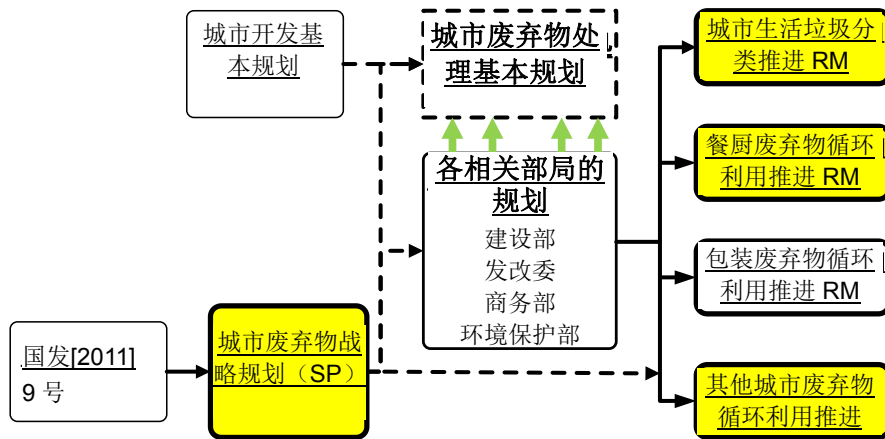 城市开发基
本规划
城市废弃物处
理基本规划
各相关部局的
规划
建设部
发改委
商务部
环境保护部
国发[2011]
9 号
城市废弃物战
略规划（SP）
城市生活垃圾分
类推进 RM
餐厨废弃物循环
利用推进 RM
包装废弃物循环
利用推进 RM
其他城市废弃物
循环利用推进